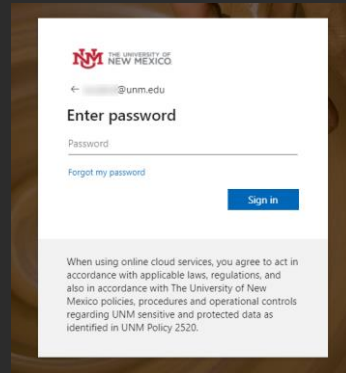 NM THE UNIVERSITY OF
NEW MEXICO
@unm.edu
Enter password
Password
Forgot my password
Sign in
When using online cloud services, you agree to act in
accordance with applicable laws, regulations, and
also in accordance with The University of New
Mexico policies, procedures and operational controls
regarding UNM sensitive and protected data as
identified in UNM Policy 2520.